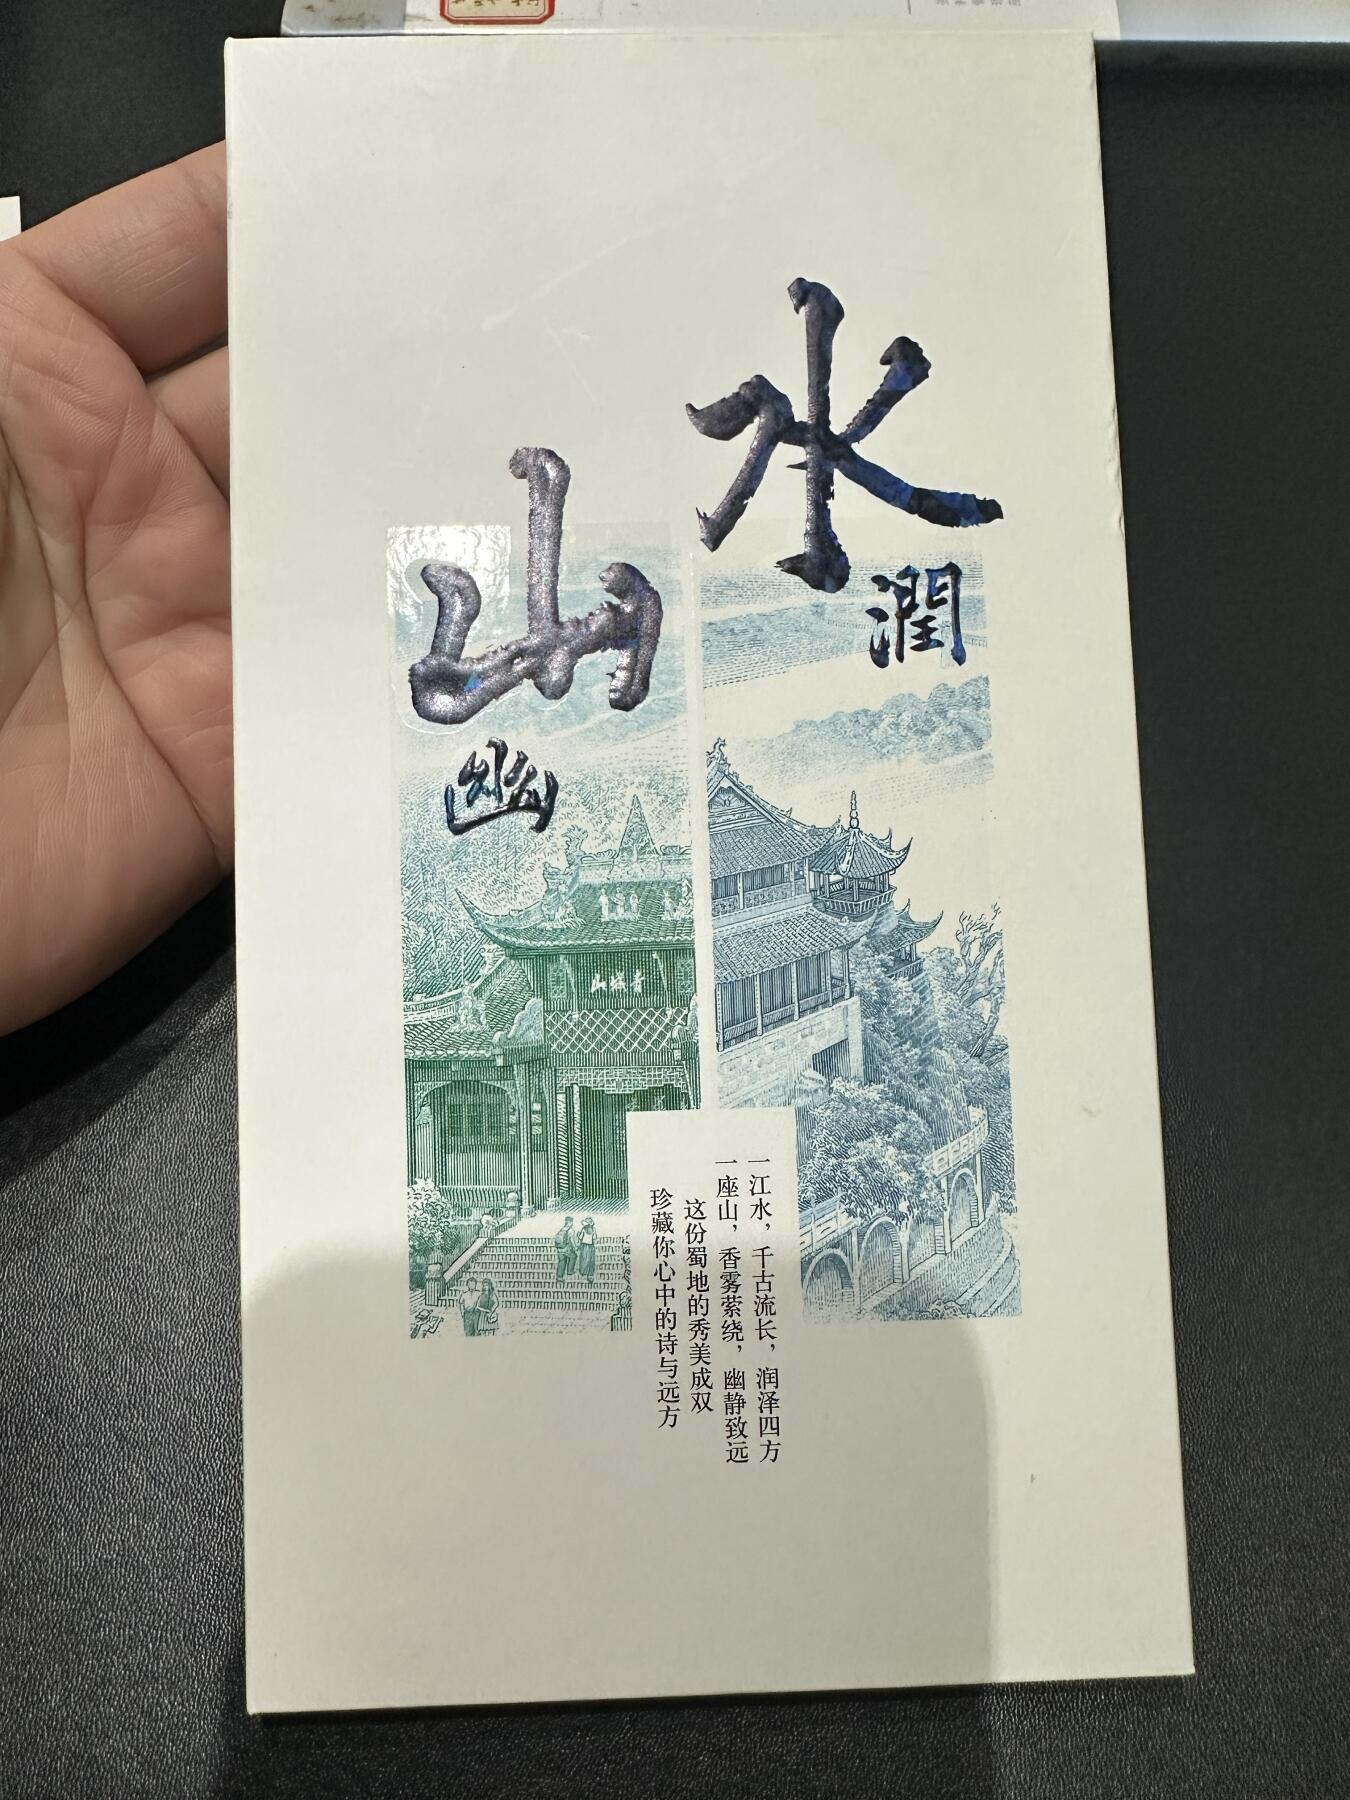 水
潤
山
幽
青城山
一江水，千古流长，润泽四方
一座山，香雾萦绕，幽静致远
这份蜀地的秀美成双
珍藏你心中的诗与远方